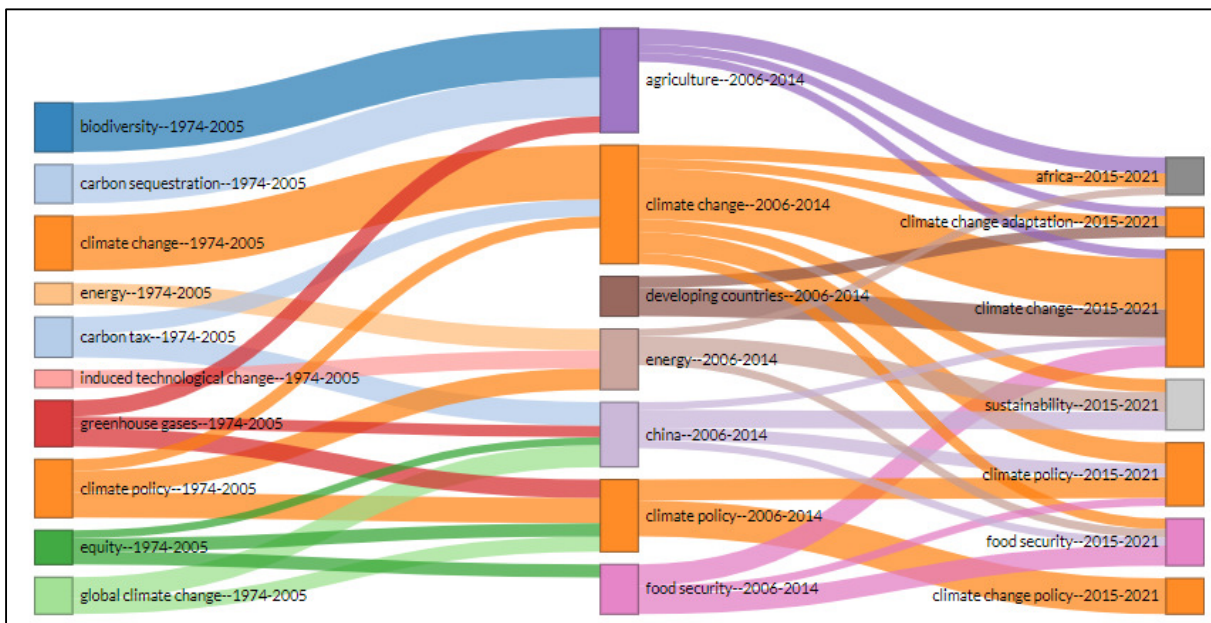 biodiversity--1974-2005
carbon sequestration--1974-2005
climate change--1974-2005
energy--1974-2005
carbon tax--1974-2005
induced technological change--1974-2005
greenhouse gases--1974-2005
climate policy--1974-2005
equity--1974-2005
global climate change--1974-2005
agriculture--2006-2014
climate change--2006-2014
developing countries--2006-2014
energy--2006-2014
china--2006-2014
climate policy--2006-2014
food security--2006-2014
africa--2015-2021
climate change adaptation--2015-2021
climate change--2015-2021
sustainability--2015-2021
climate policy--2015-2021
food security--2015-2021
climate change policy--2015-2021